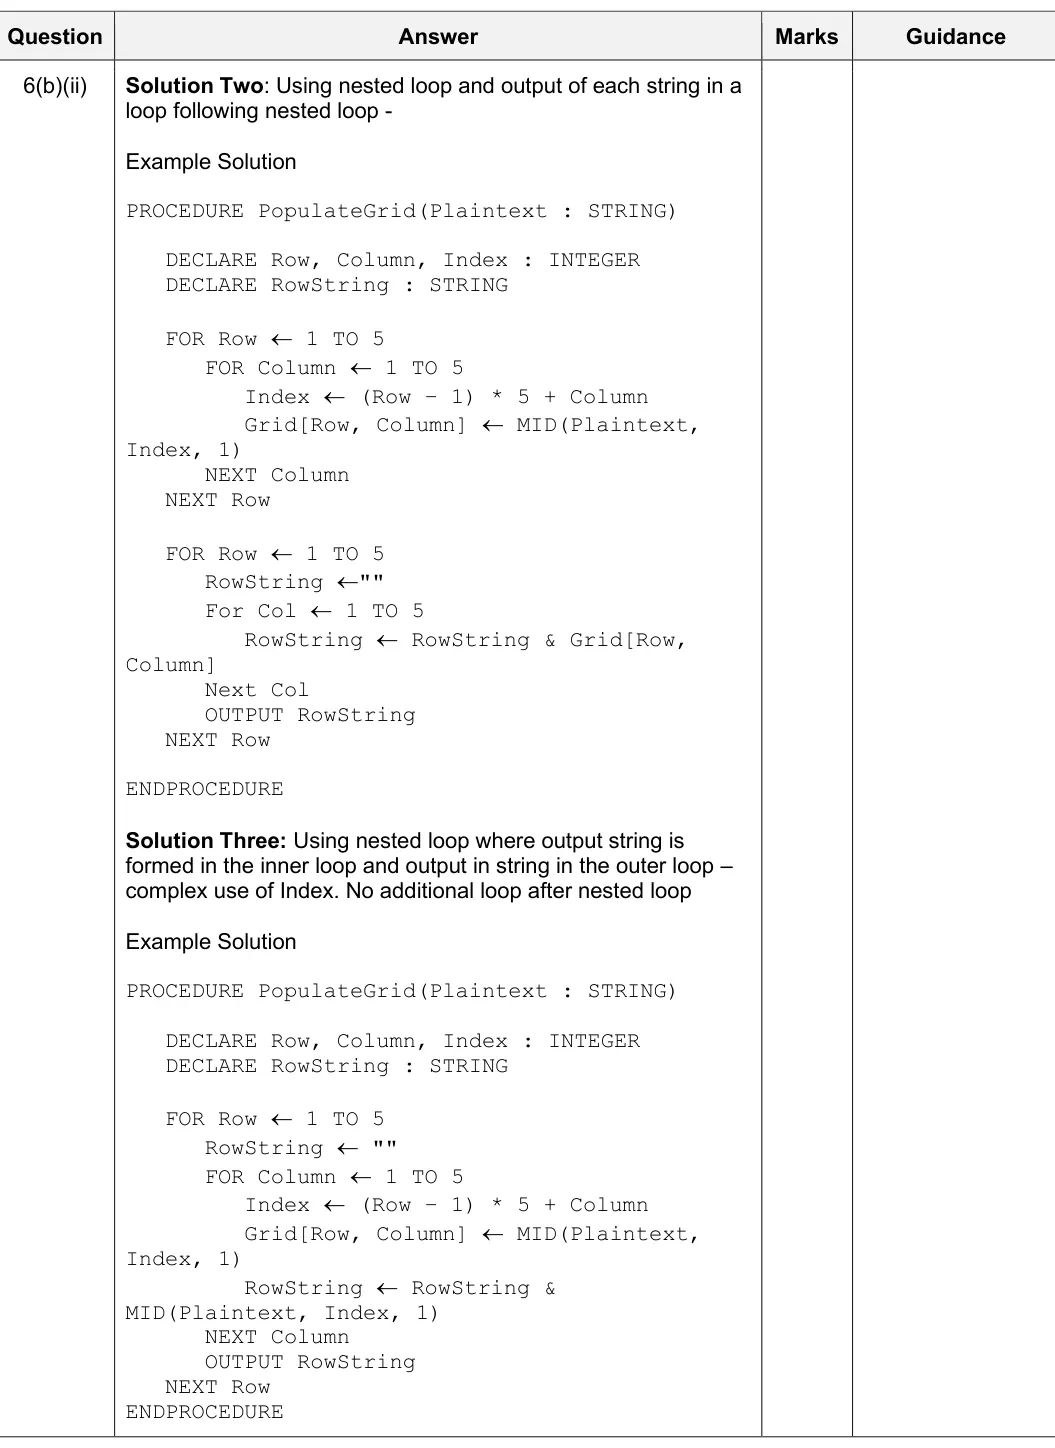 Question Answer Marks Guidance
6(b)(ii) Solution Two: Using nested loop and output of each string in a
loop following nested loop -
Example Solution
PROCEDURE PopulateGrid(Plaintext : STRING)
DECLARE Row, Column, Index : INTEGER
DECLARE RowString : STRING
FOR Row ← 1 TO 5
FOR Column ← 1 TO 5
Index ← (Row – 1) * 5 + Column
Grid[Row, Column] ← MID(Plaintext,
Index, 1)
NEXT Column
NEXT Row
FOR Row ← 1 TO 5
RowString ←""
For Col ← 1 TO 5
RowString ← RowString & Grid[Row,
Column]
Next Col
OUTPUT RowString
NEXT Row
ENDPROCEDURE
Solution Three: Using nested loop where output string is
formed in the inner loop and output in string in the outer loop –
complex use of Index. No additional loop after nested loop
Example Solution
PROCEDURE PopulateGrid(Plaintext : STRING)
DECLARE Row, Column, Index : INTEGER
DECLARE RowString : STRING
FOR Row ← 1 TO 5
RowString ← ""
FOR Column ← 1 TO 5
Index ← (Row – 1) * 5 + Column
Grid[Row, Column] ← MID(Plaintext,
Index, 1)
RowString ← RowString &
MID(Plaintext, Index, 1)
NEXT Column
OUTPUT RowString
NEXT Row
ENDPROCEDURE